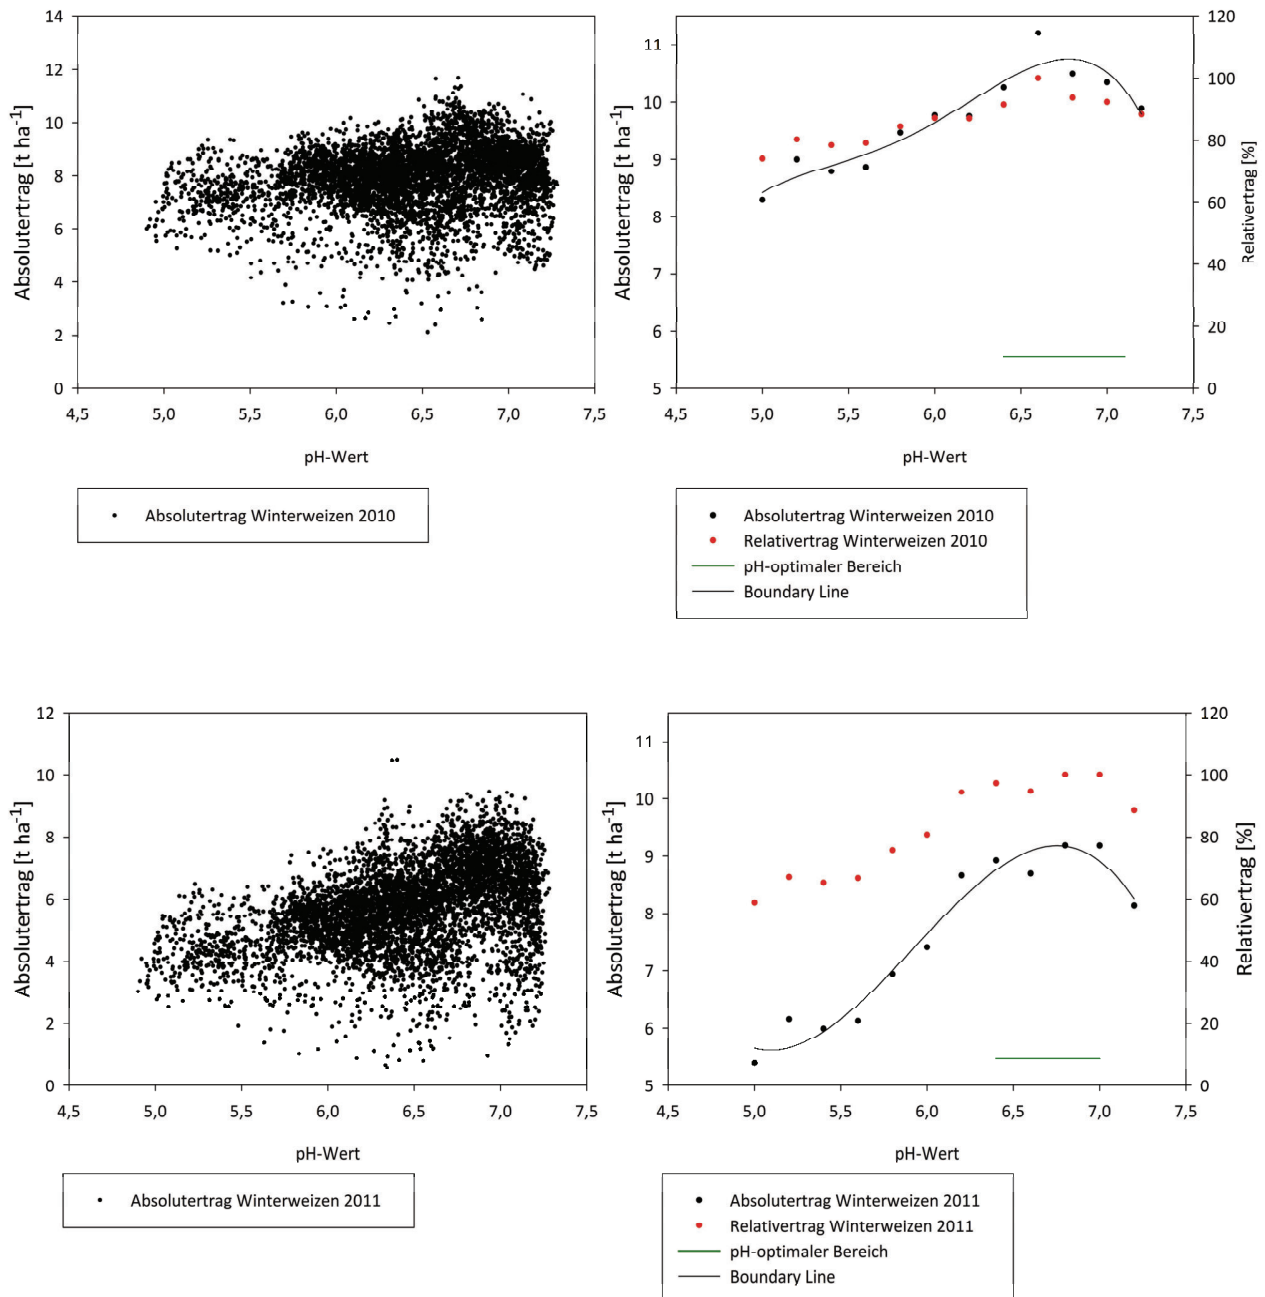 14
12
10
8
6
4
2
0
Absolutertrag [t ha-1]
4,5 5,0 5,5 6,0 6,5 7,0 7,5
pH-Wert
Absolutertrag Winterweizen 2010
11
10
9
8
7
6
5
Absolutertrag [t ha-1]
120
100
80
60
40
20
0
Relativertrag [%]
4,5 5,0 5,5 6,0 6,5 7,0 7,5
pH-Wert
Absolutertrag Winterweizen 2010
Relativertrag Winterweizen 2010
pH-optimaler Bereich
Boundary Line
12
10
8
6
4
2
0
Absolutertrag [t ha-1]
4,5 5,0 5,5 6,0 6,5 7,0 7,5
pH-Wert
Absolutertrag Winterweizen 2011
11
10
9
8
7
6
5
Absolutertrag [t ha-1]
120
100
80
60
40
20
0
Relativertrag [%]
4,5 5,0 5,5 6,0 6,5 7,0 7,5
pH-Wert
Absolutertrag Winterweizen 2011
Relativertrag Winterweizen 2011
pH-optimaler Bereich
Boundary Line